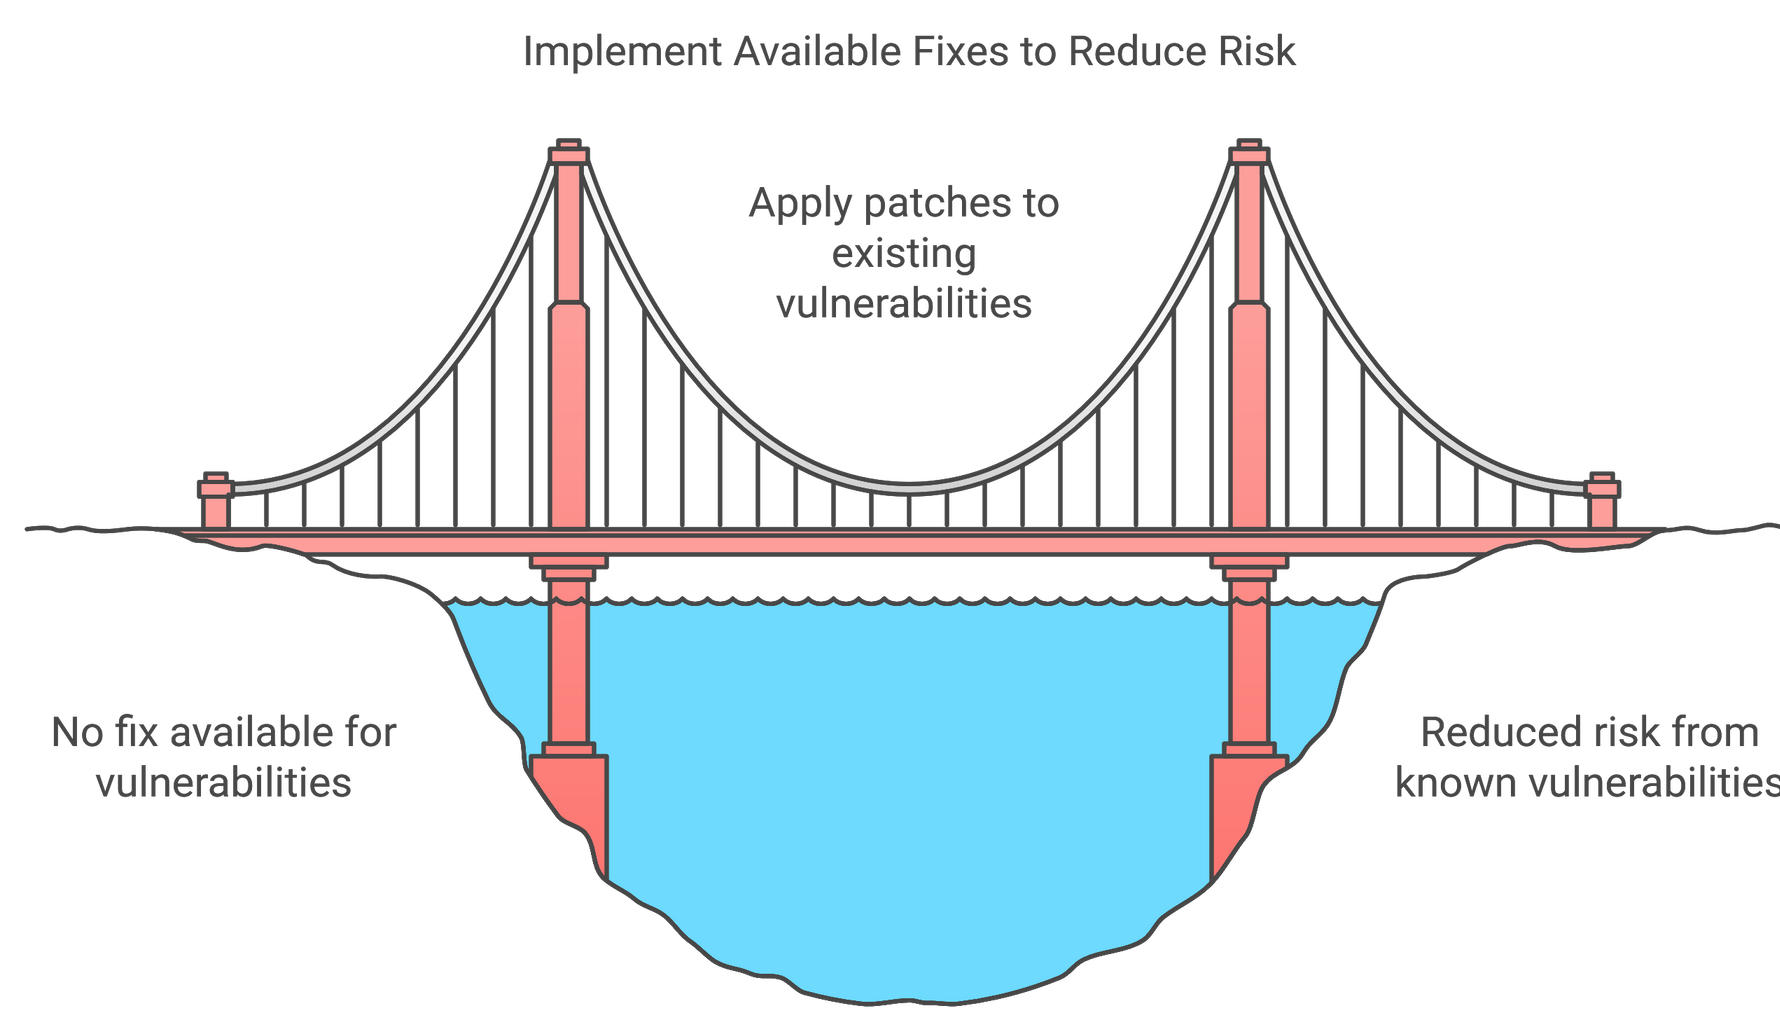 Implement Available Fixes to Reduce Risk
Apply patches to
existing
vulnerabilities
No fix available for
vulnerabilities
Reduced risk from
known vulnerabilities